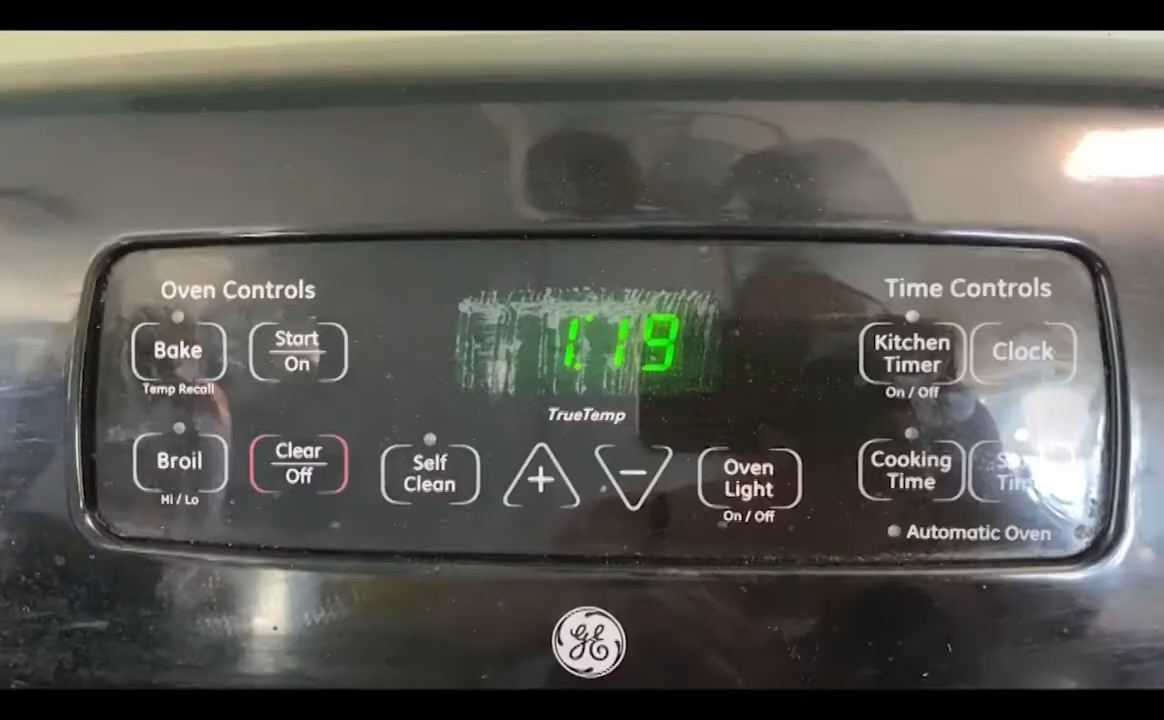 Oven Controls
Time Controls
Bake
Temp Recall
Start
On
1:19
TrueTemp
Kitchen
Timer
On / Off
Clock
Broil
Hi / Lo
Clear
Off
Self
Clean
+
−
Oven
Light
On / Off
Cooking
Time
Automatic Oven
GE